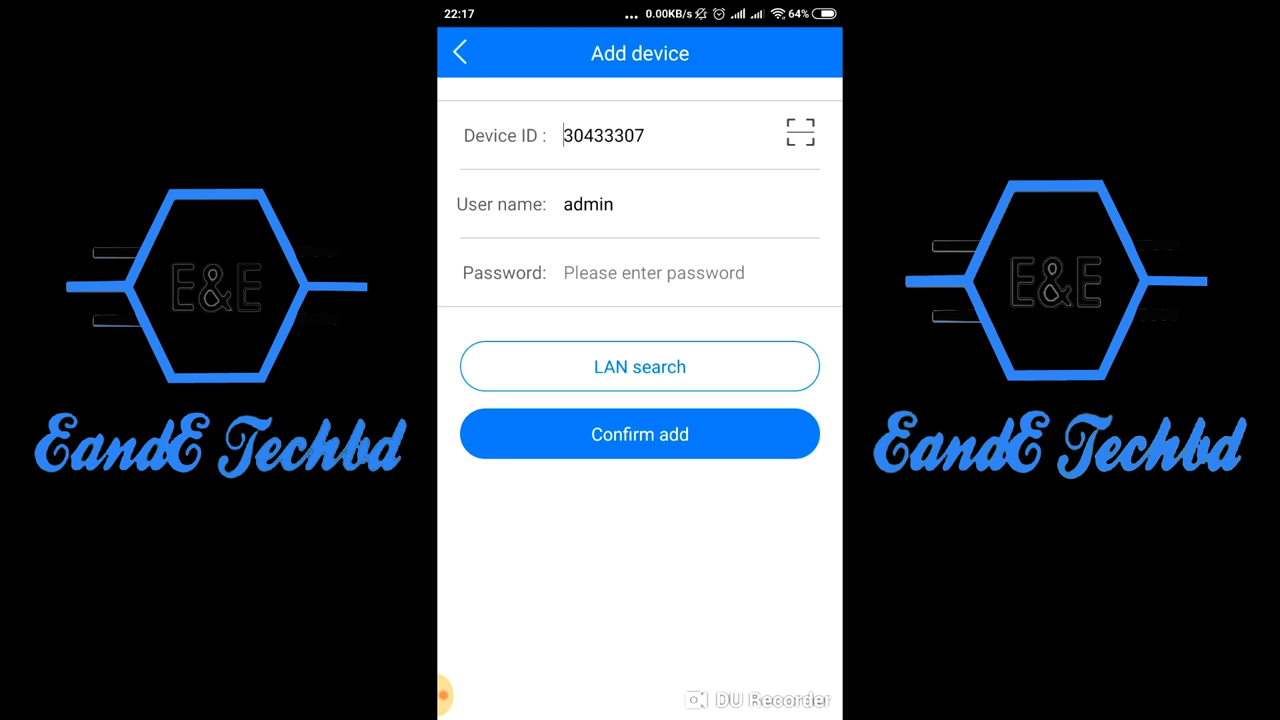 22:17 ... 0.00KB/s 64%
Add device
Device ID : 30433307
User name: admin
Password: Please enter password
LAN search
Confirm add
E&E
EandE Techbd
E&E
EandE Techbd
DU Recorder